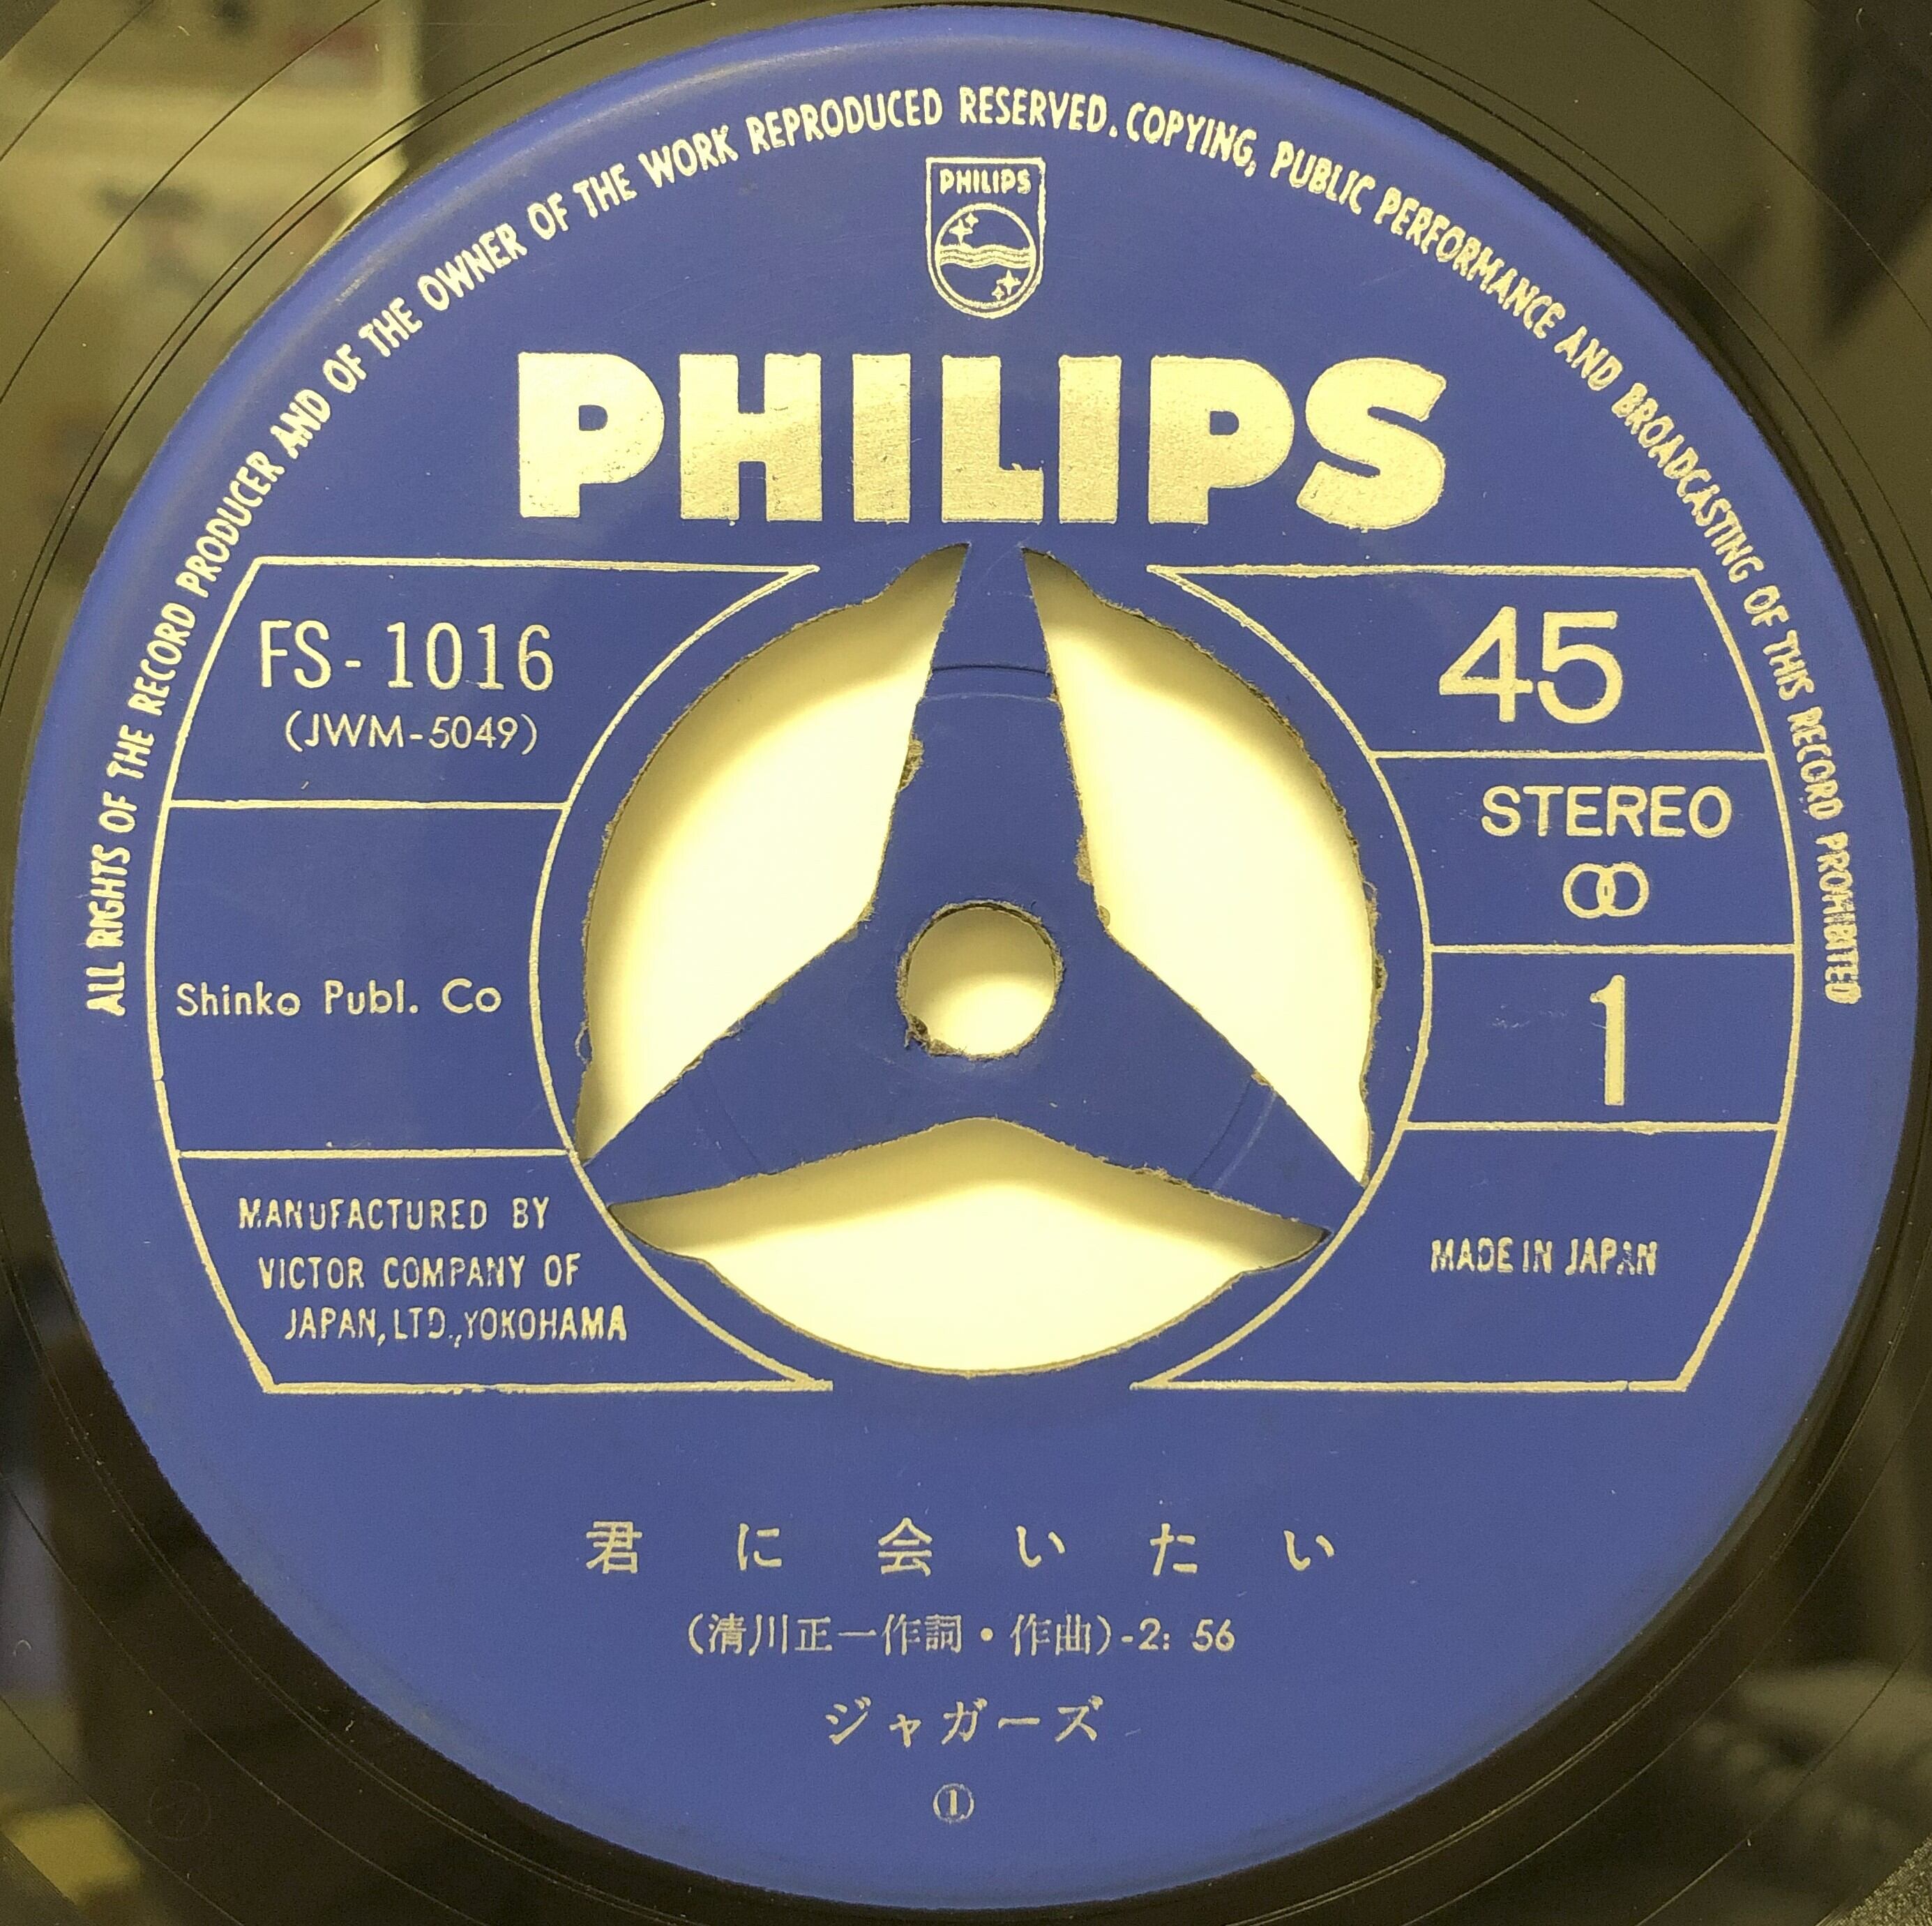 ALL RIGHTS OF THE RECORD PRODUCER AND OF THE OWNER OF THE WORK REPRODUCED RESERVED. COPYING, PUBLIC PERFORMANCE AND BROADCASTING OF THIS RECORD PROHIBITED
PHILIPS
PHILIPS
FS-1016
(JWM-5049)
Shinko Publ. Co
MANUFACTURED BY
VICTOR COMPANY OF
JAPAN, LTD., YOKOHAMA
45
STEREO
1
MADE IN JAPAN
君に会いたい
(清川正一作詞・作曲)-2: 56
ジャガーズ
①